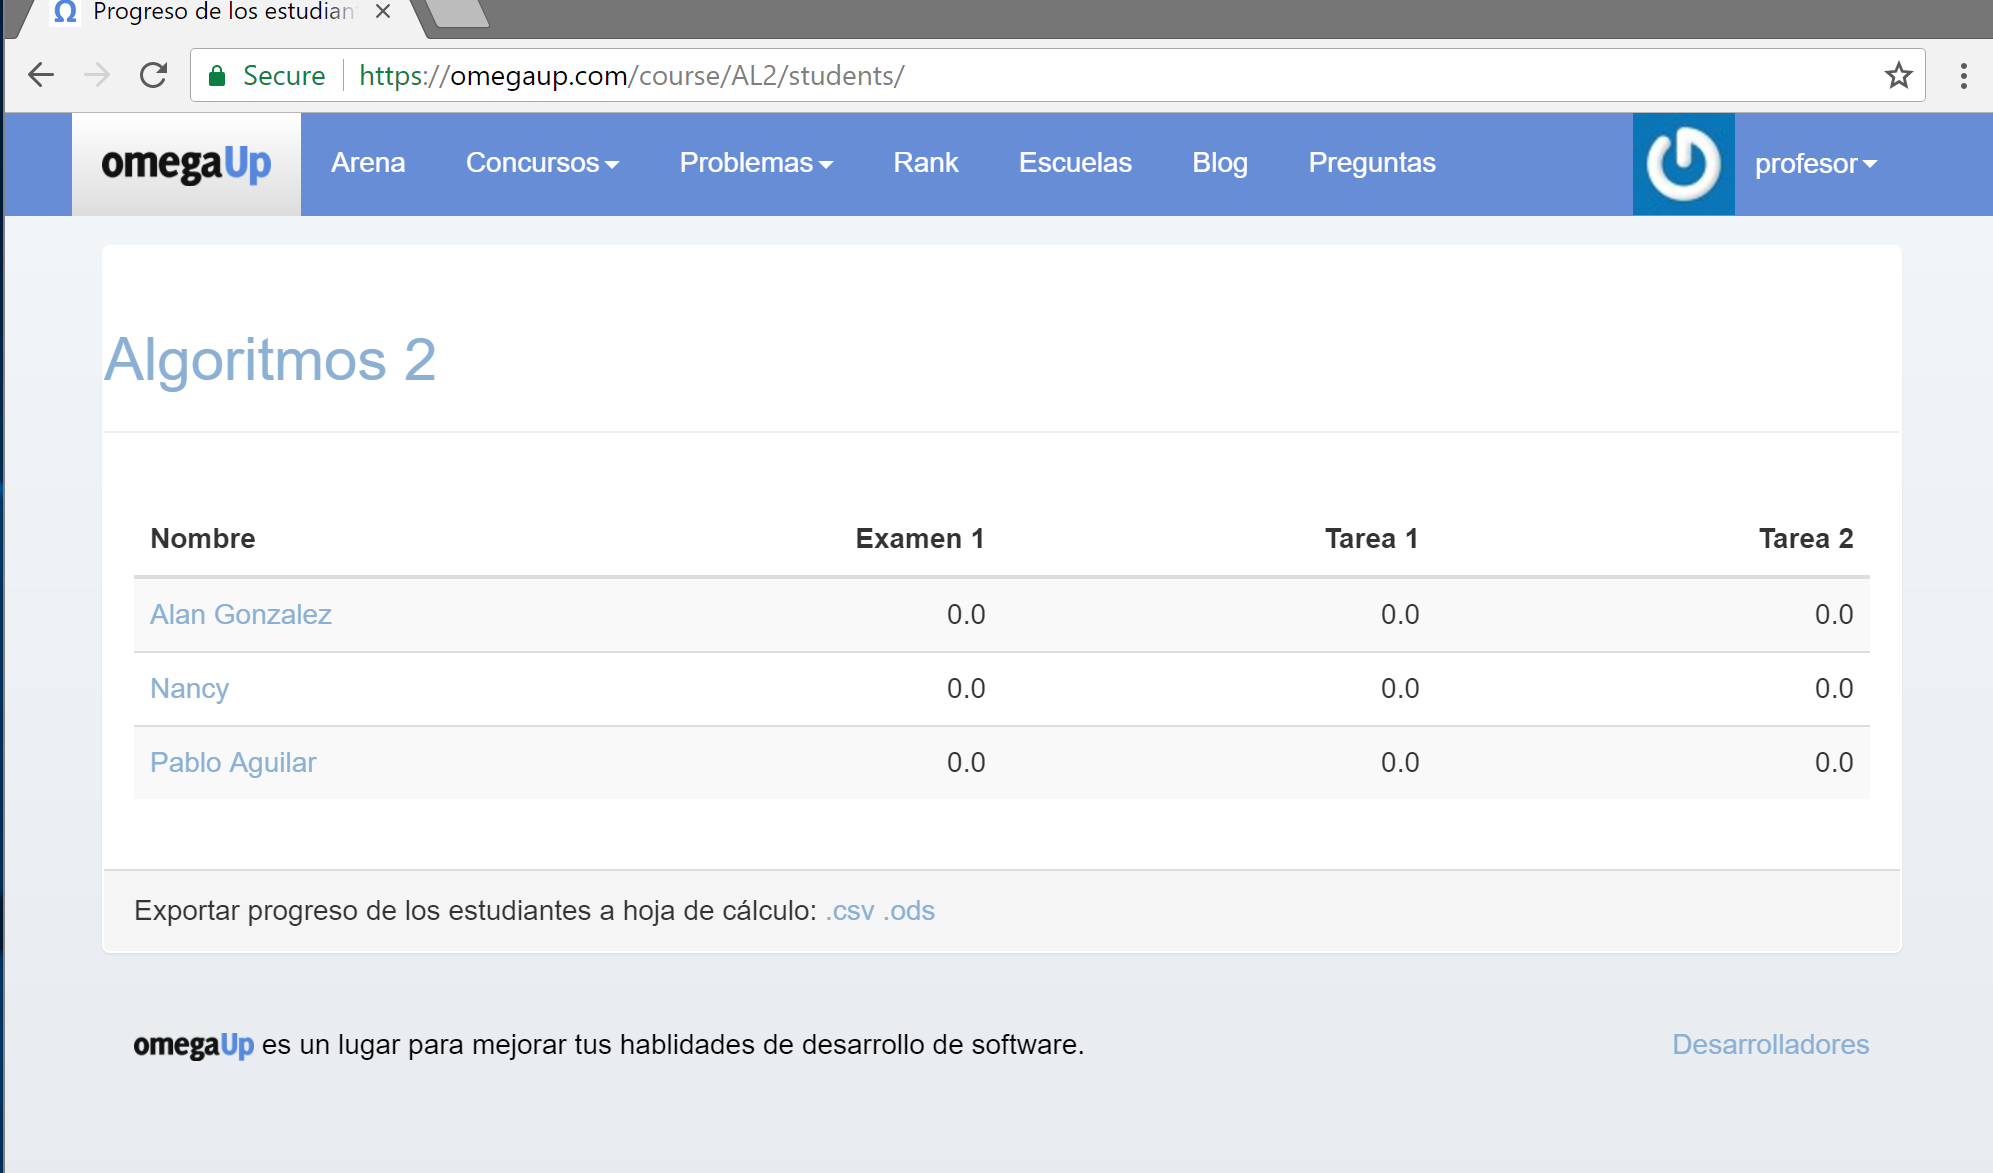 Progreso de los estudian
Secure https://omegaup.com/course/AL2/students/
omegaUp Arena Concursos Problemas Rank Escuelas Blog Preguntas profesor
Algoritmos 2
Nombre Examen 1 Tarea 1 Tarea 2
Alan Gonzalez 0.0 0.0 0.0
Nancy 0.0 0.0 0.0
Pablo Aguilar 0.0 0.0 0.0
Exportar progreso de los estudiantes a hoja de cálculo: .csv .ods
omegaUp es un lugar para mejorar tus hablidades de desarrollo de software. Desarrolladores